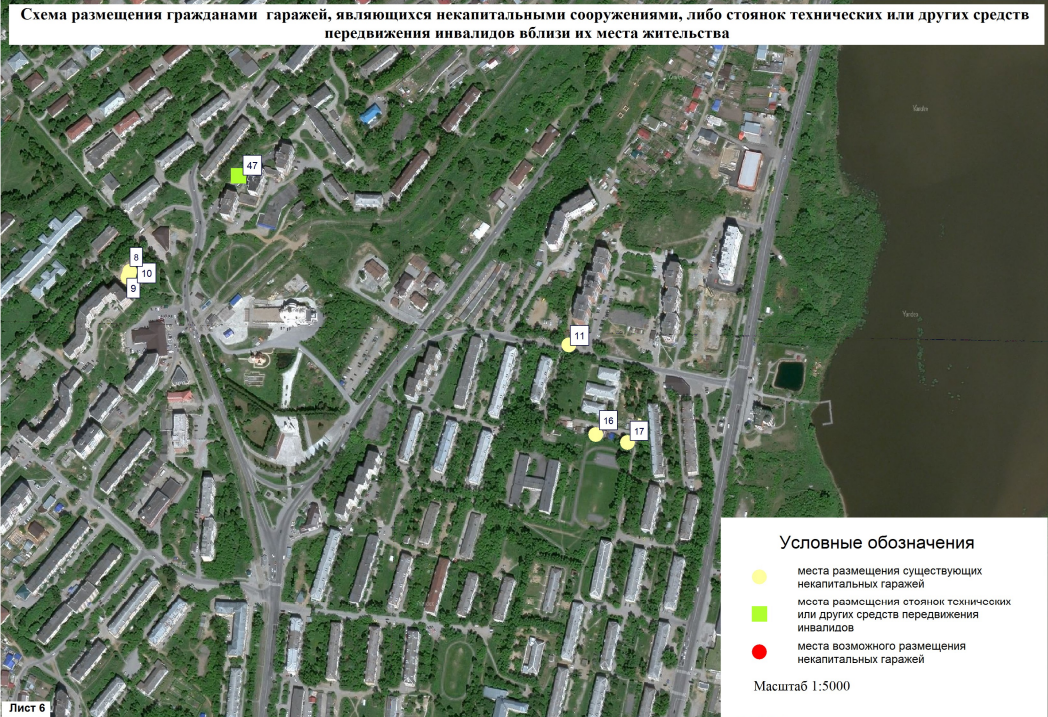 Схема размещения гражданами гаражей, являющихся некапитальными сооружениями, либо стоянок технических или других средств
передвижения инвалидов вблизи их места жительства
47
8
10
9
11
16
17
Условные обозначения
места размещения существующих
некапитальных гаражей
места размещения стоянок технических
или других средств передвижения
инвалидов
места возможного размещения
некапитальных гаражей
Масштаб 1:5000
Лист 6